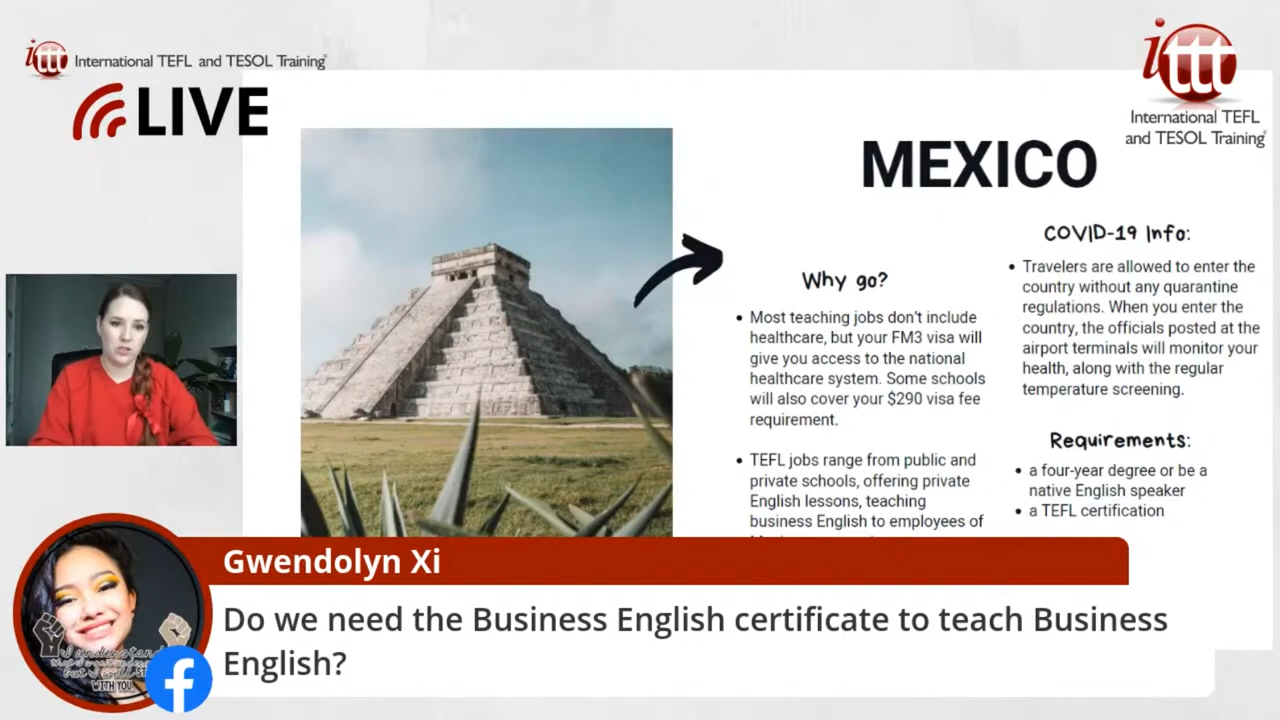 ittt International TEFL and TESOL Training
LIVE
ittt
International TEFL
and TESOL Training
MEXICO
Why go?
• Most teaching jobs don't include
healthcare, but your FM3 visa will
give you access to the national
healthcare system. Some schools
will also cover your $290 visa fee
requirement.
• TEFL jobs range from public and
private schools, offering private
English lessons, teaching
business English to employees of
COVID-19 Info:
• Travelers are allowed to enter the
country without any quarantine
regulations. When you enter the
country, the officials posted at the
airport terminals will monitor your
health, along with the regular
temperature screening.
Requirements:
• a four-year degree or be a
native English speaker
• a TEFL certification
Gwendolyn Xi
Do we need the Business English certificate to teach Business
English?
I understand
WITH YOU
f